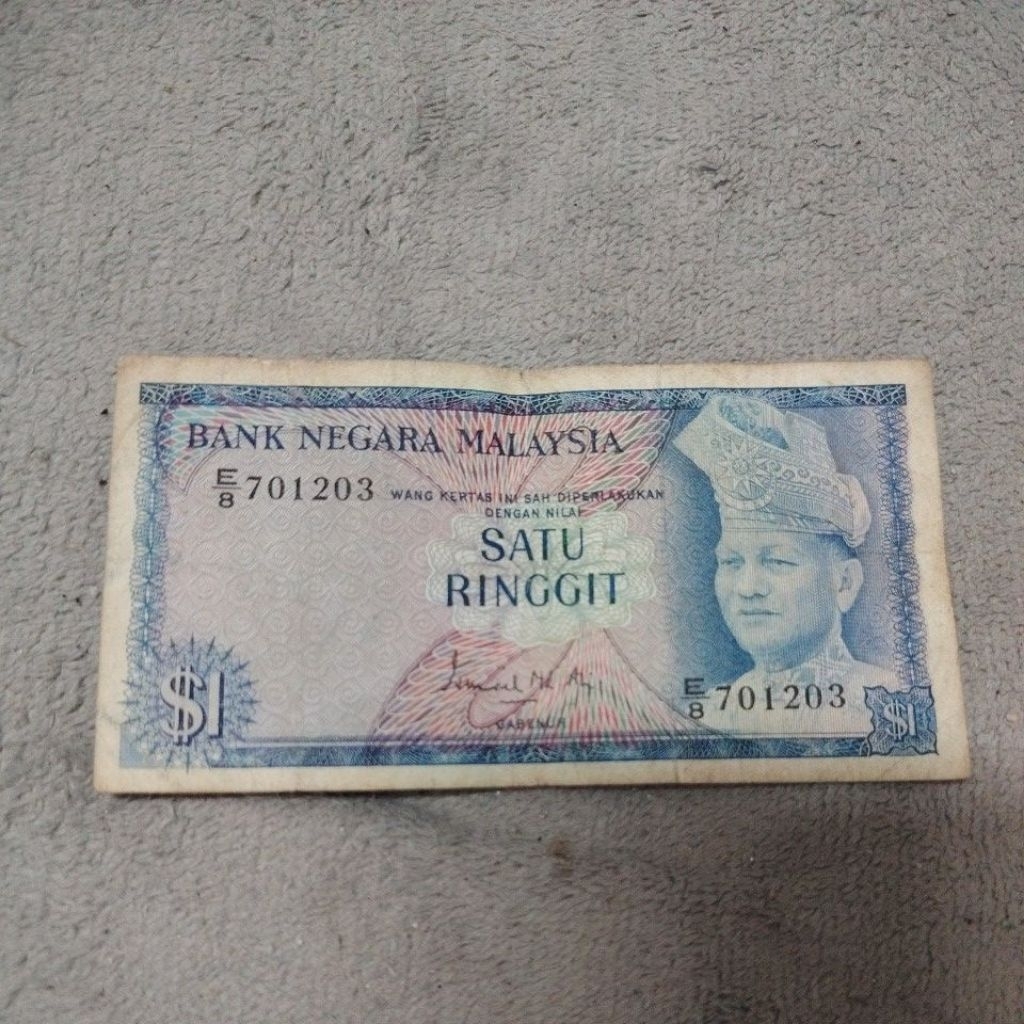 BANK NEGARA MALAYSIA
E/8 701203
WANG KERTAS INI SAH DIPERLAKUKAN
DENGAN NILAI
SATU
RINGGIT
E/8 701203
GABENOR
$1
$1